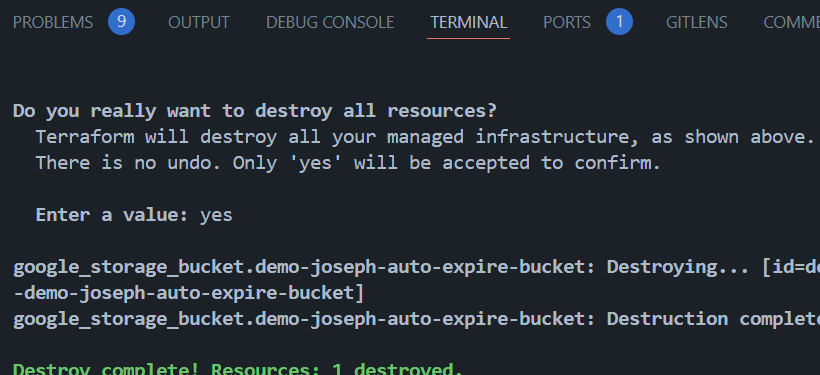 PROBLEMS 9 OUTPUT DEBUG CONSOLE TERMINAL PORTS 1 GITLENS COMME
Do you really want to destroy all resources?
Terraform will destroy all your managed infrastructure, as shown above.
There is no undo. Only 'yes' will be accepted to confirm.
Enter a value: yes
google_storage_bucket.demo-joseph-auto-expire-bucket: Destroying... [id=de
-demo-joseph-auto-expire-bucket]
google_storage_bucket.demo-joseph-auto-expire-bucket: Destruction complete
Destroy complete! Resources: 1 destroyed.